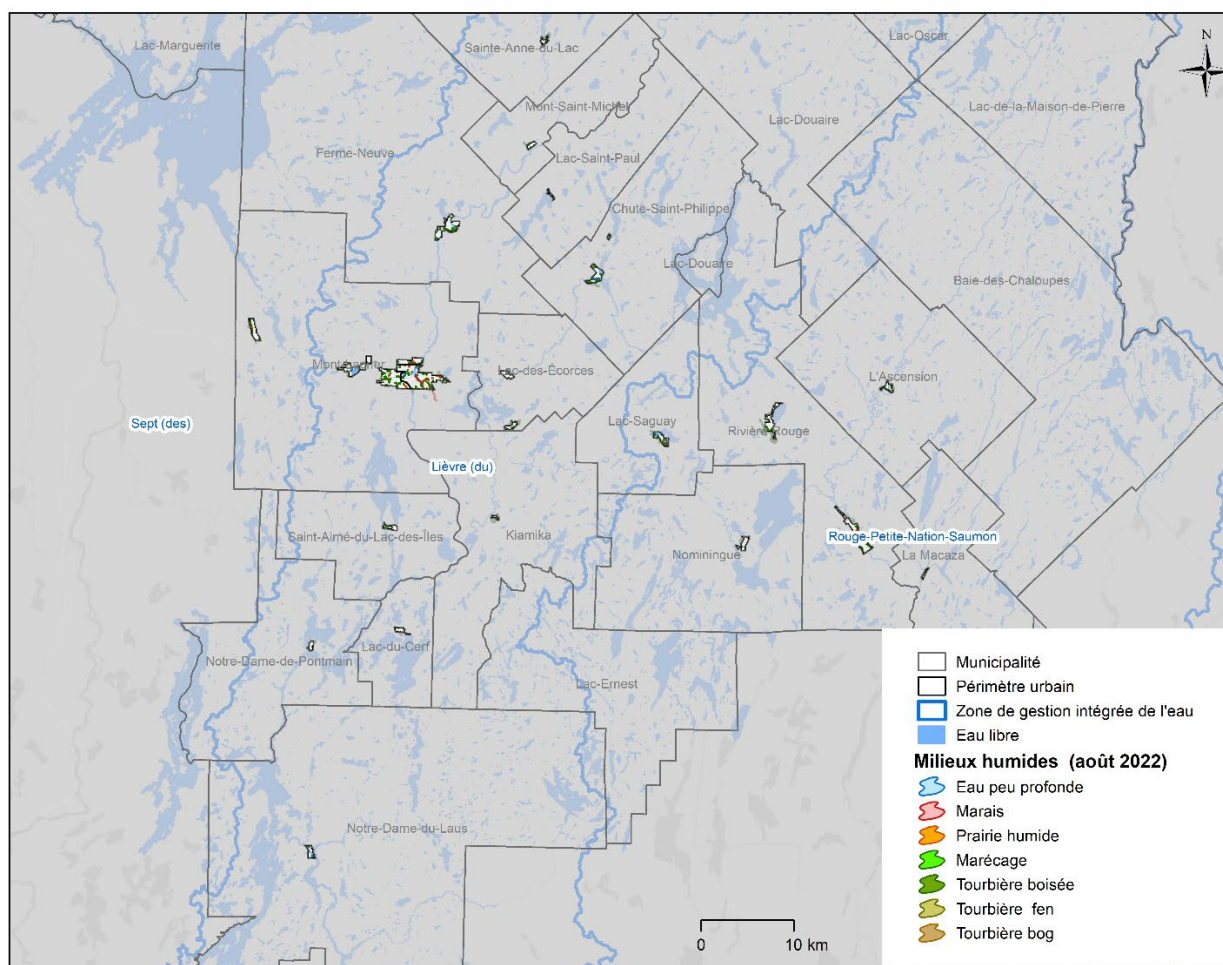 Lac-Marguerite
Sainte-Anne-du-Lac
Lac-Oscar
N
Mont-Saint-Michel
Lac-Douaire
Lac-de-la-Maison-de-Pierre
Ferme-Neuve
Lac-Saint-Paul
Chute-Saint-Philippe
Lac-Douaire
Baie-des-Chaloupes
Mont-Laurier
Lac-des-Écorces
L'Ascension
Sept (des)
Lac-Saguay
Rivière-Rouge
Lièvre (du)
Saint-Aimé-du-Lac-des-Îles
Kiamika
Rouge-Petite-Nation-Saumon
Nominingue
La Macaza
Notre-Dame-de-Pontmain
Lac-du-Cerf
Lac-Ernest
Notre-Dame-du-Laus
Municipalité
Périmètre urbain
Zone de gestion intégrée de l'eau
Eau libre
Milieux humides (août 2022)
Eau peu profonde
Marais
Prairie humide
Marécage
Tourbière boisée
Tourbière fen
Tourbière bog
0 10 km